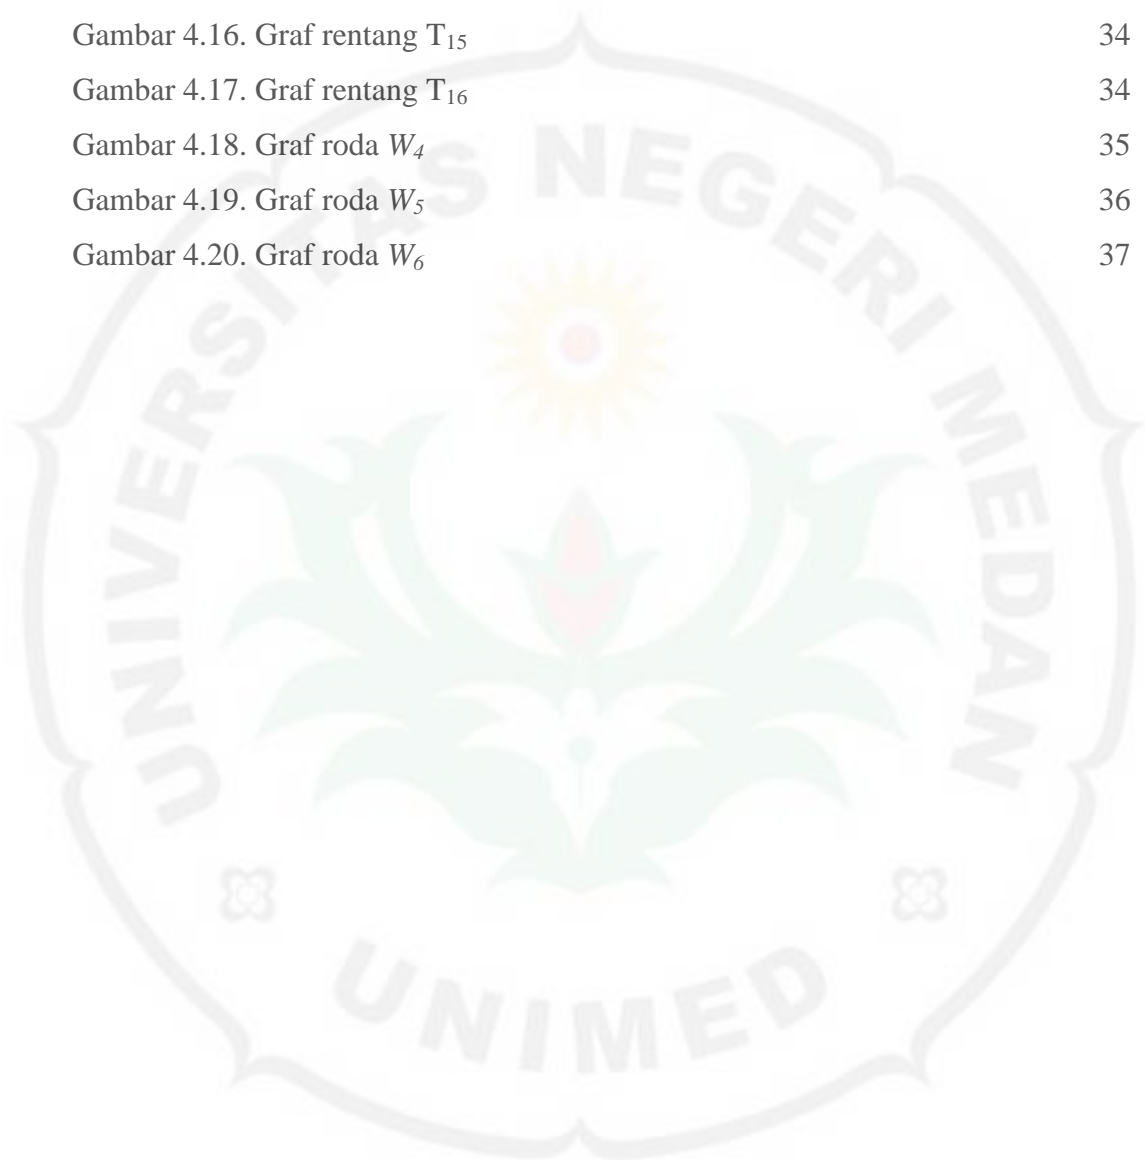 Gambar 4.16. Graf rentang T15 34
Gambar 4.17. Graf rentang T16 34
Gambar 4.18. Graf roda W4 35
Gambar 4.19. Graf roda W5 36
Gambar 4.20. Graf roda W6 37
UNIVERSITAS NEGERI MEDAN
UNIMED